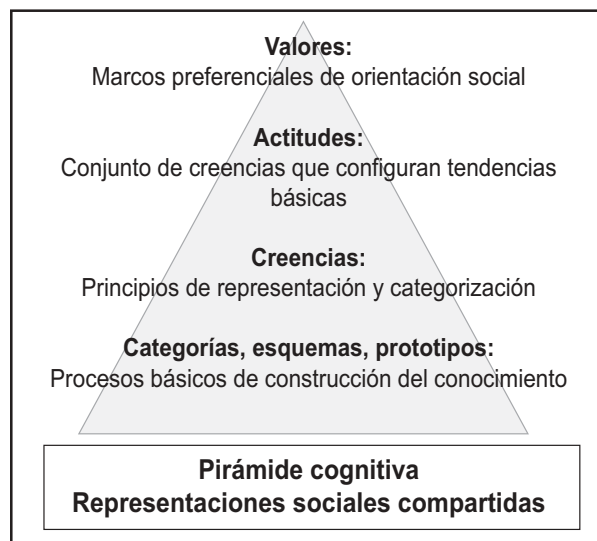 Valores:
Marcos preferenciales de orientación social
Actitudes:
Conjunto de creencias que configuran tendencias
básicas
Creencias:
Principios de representación y categorización
Categorías, esquemas, prototipos:
Procesos básicos de construcción del conocimiento
Pirámide cognitiva
Representaciones sociales compartidas